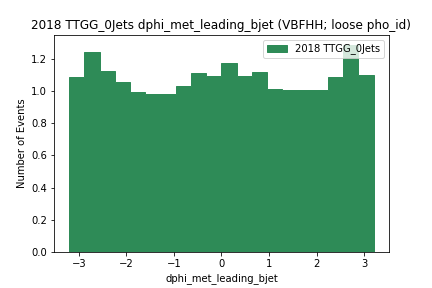 2018 TTGG_0Jets dphi_met_leading_bjet (VBFHH; loose pho_id)
2018 TTGG_0Jets
Number of Events
1.2
1.0
0.8
0.6
0.4
0.2
0.0
−3 −2 −1 0 1 2 3
dphi_met_leading_bjet